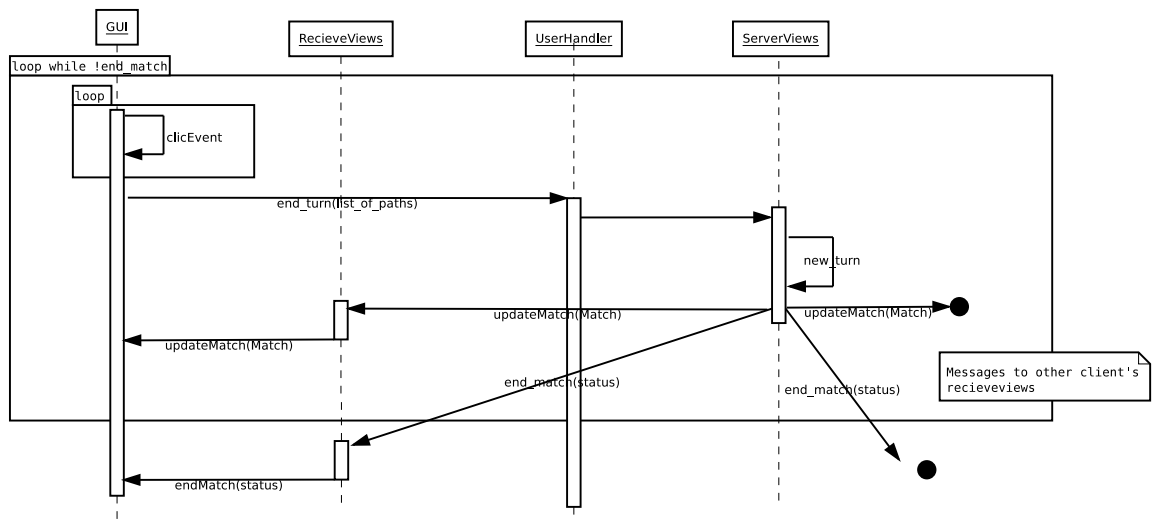 GUI
RecieveViews
UserHandler
ServerViews
loop while !end_match
loop
clicEvent
end_turn(list_of_paths)
new_turn
updateMatch(Match)
updateMatch(Match)
updateMatch(Match)
Messages to other client's
recieveviews
end_match(status)
end_match(status)
endMatch(status)